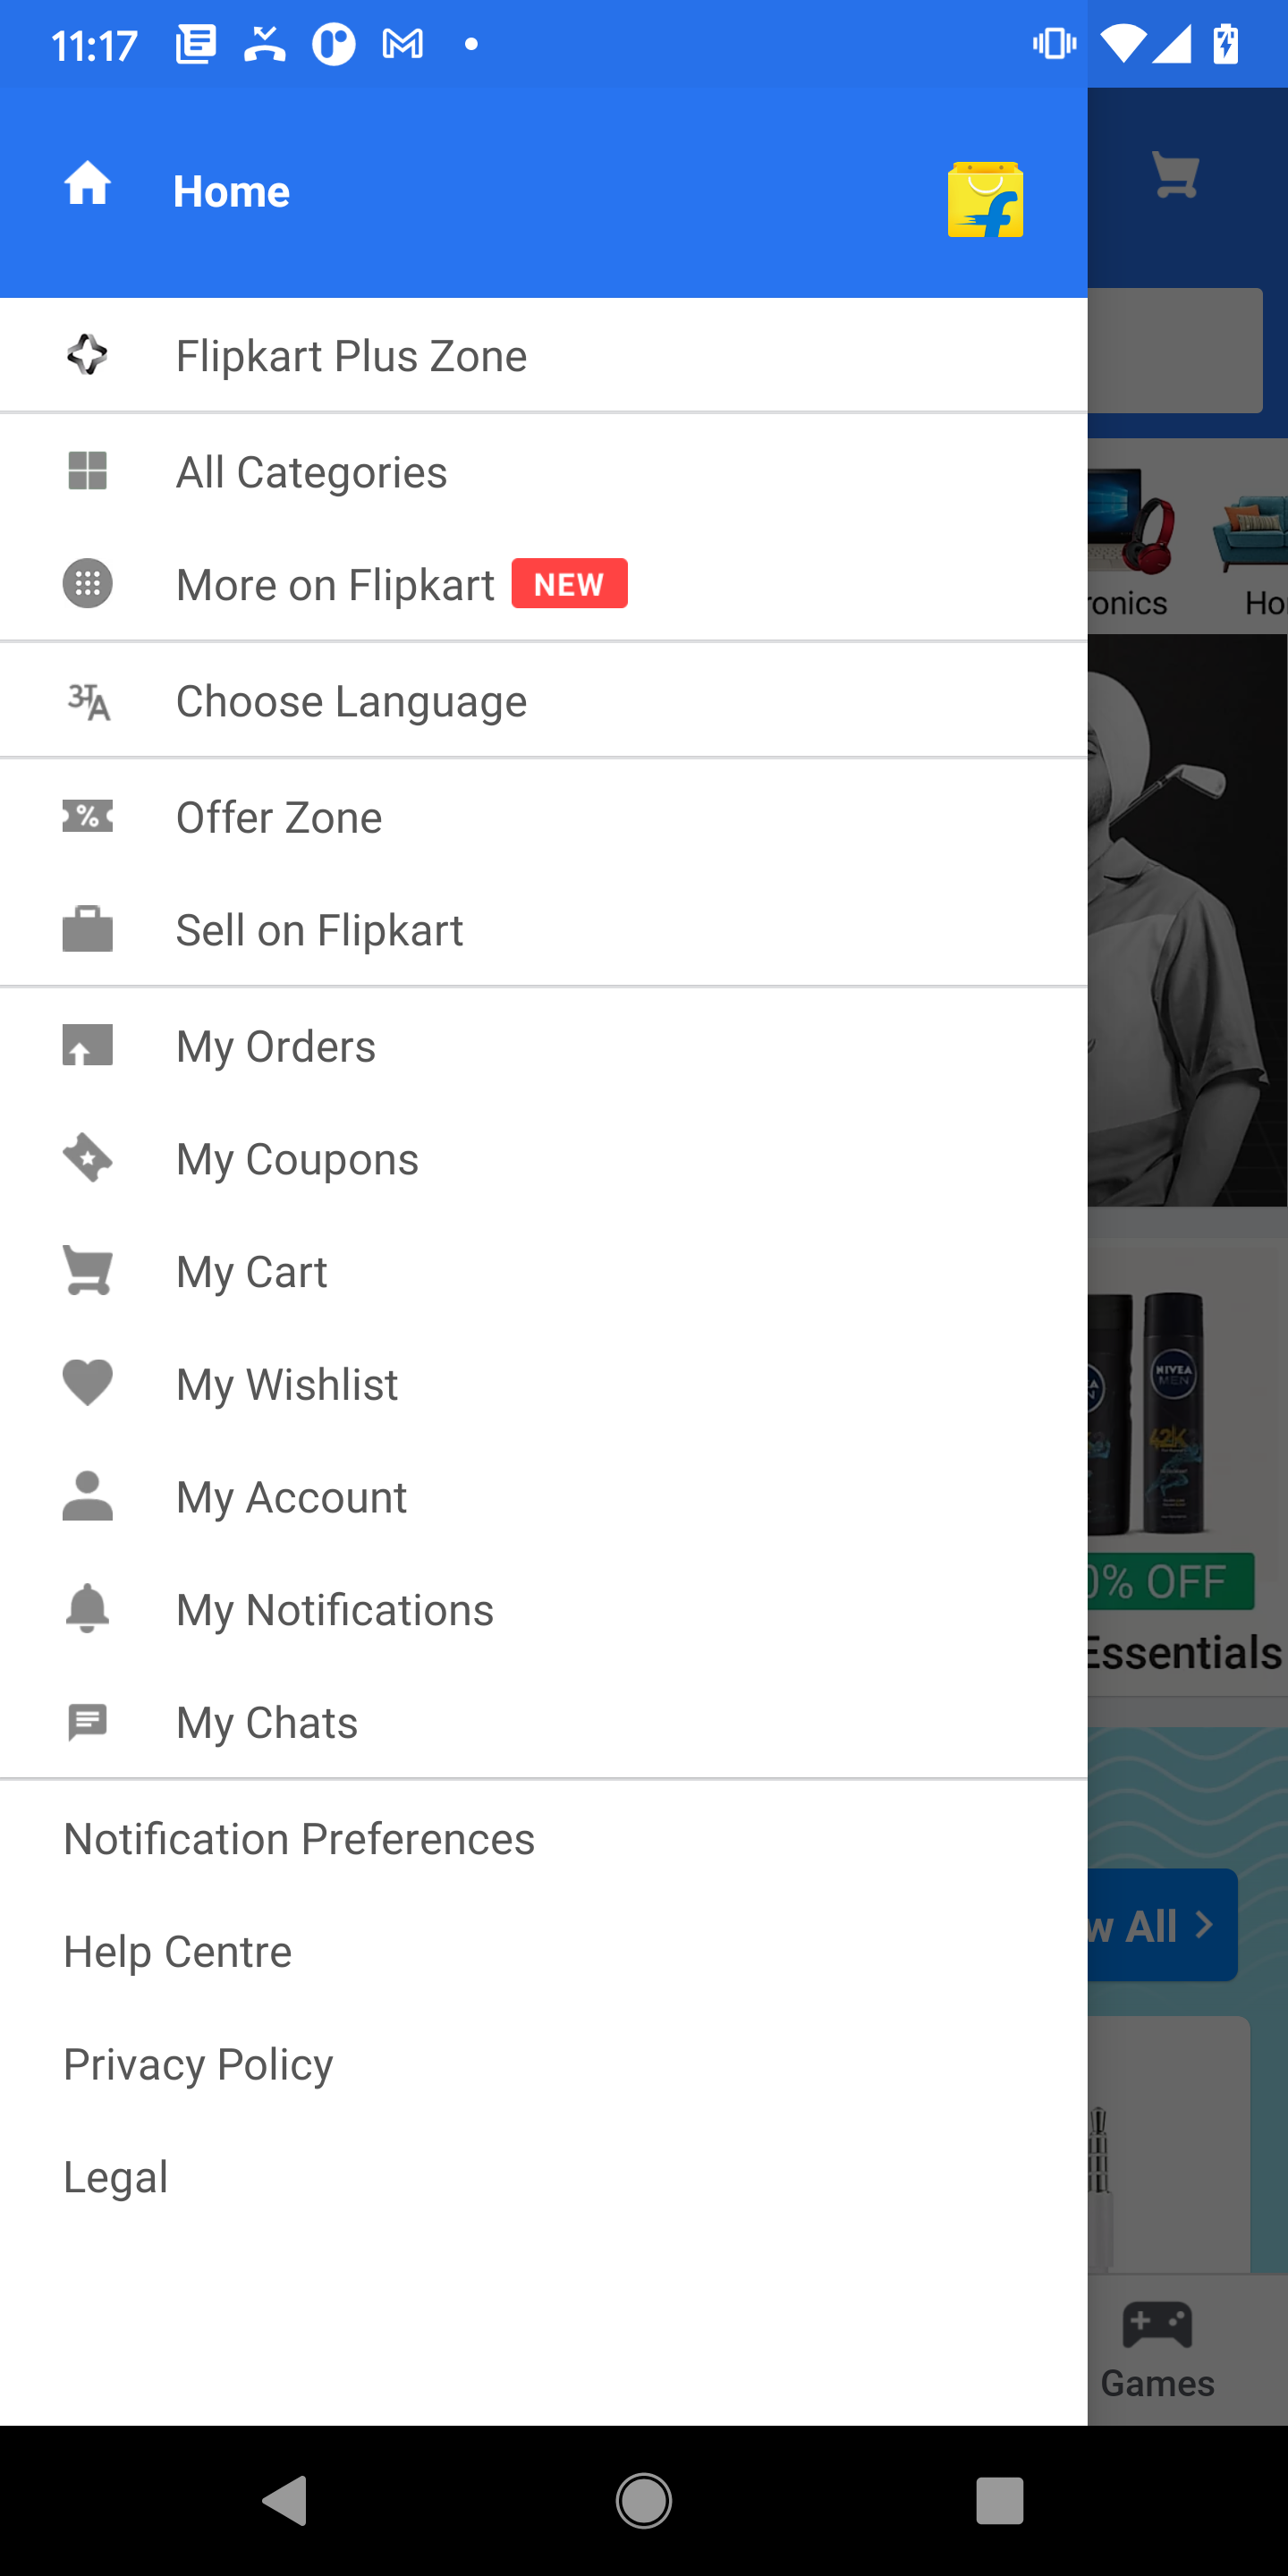 11:17
Home
Flipkart Plus Zone
All Categories
More on Flipkart NEW
Choose Language
Offer Zone
Sell on Flipkart
My Orders
My Coupons
My Cart
My Wishlist
My Account
My Notifications
My Chats
Notification Preferences
Help Centre
Privacy Policy
Legal
NIVEA
MEN
42K
0% OFF
Essentials
All
Games